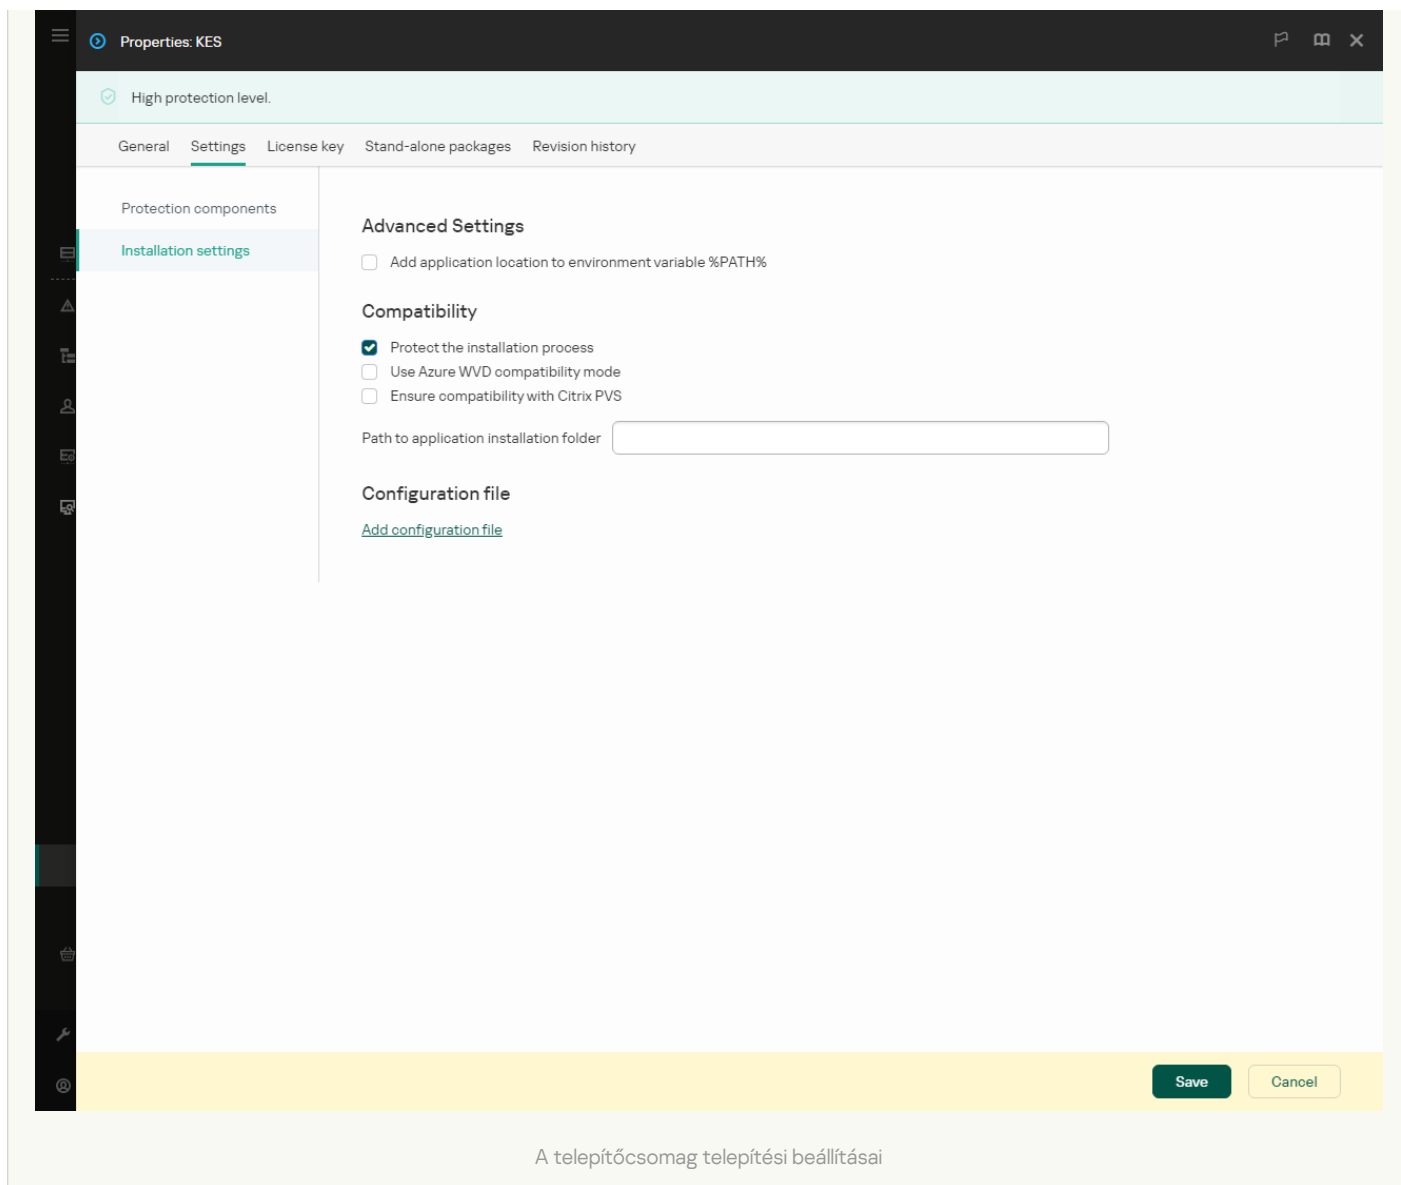 Properties: KES
High protection level.
General Settings License key Stand-alone packages Revision history
Protection components
Installation settings
Advanced Settings
Add application location to environment variable %PATH%
Compatibility
Protect the installation process
Use Azure WVD compatibility mode
Ensure compatibility with Citrix PVS
Path to application installation folder
Configuration file
Add configuration file
Save Cancel
A telepítőcsomag telepítési beállításai